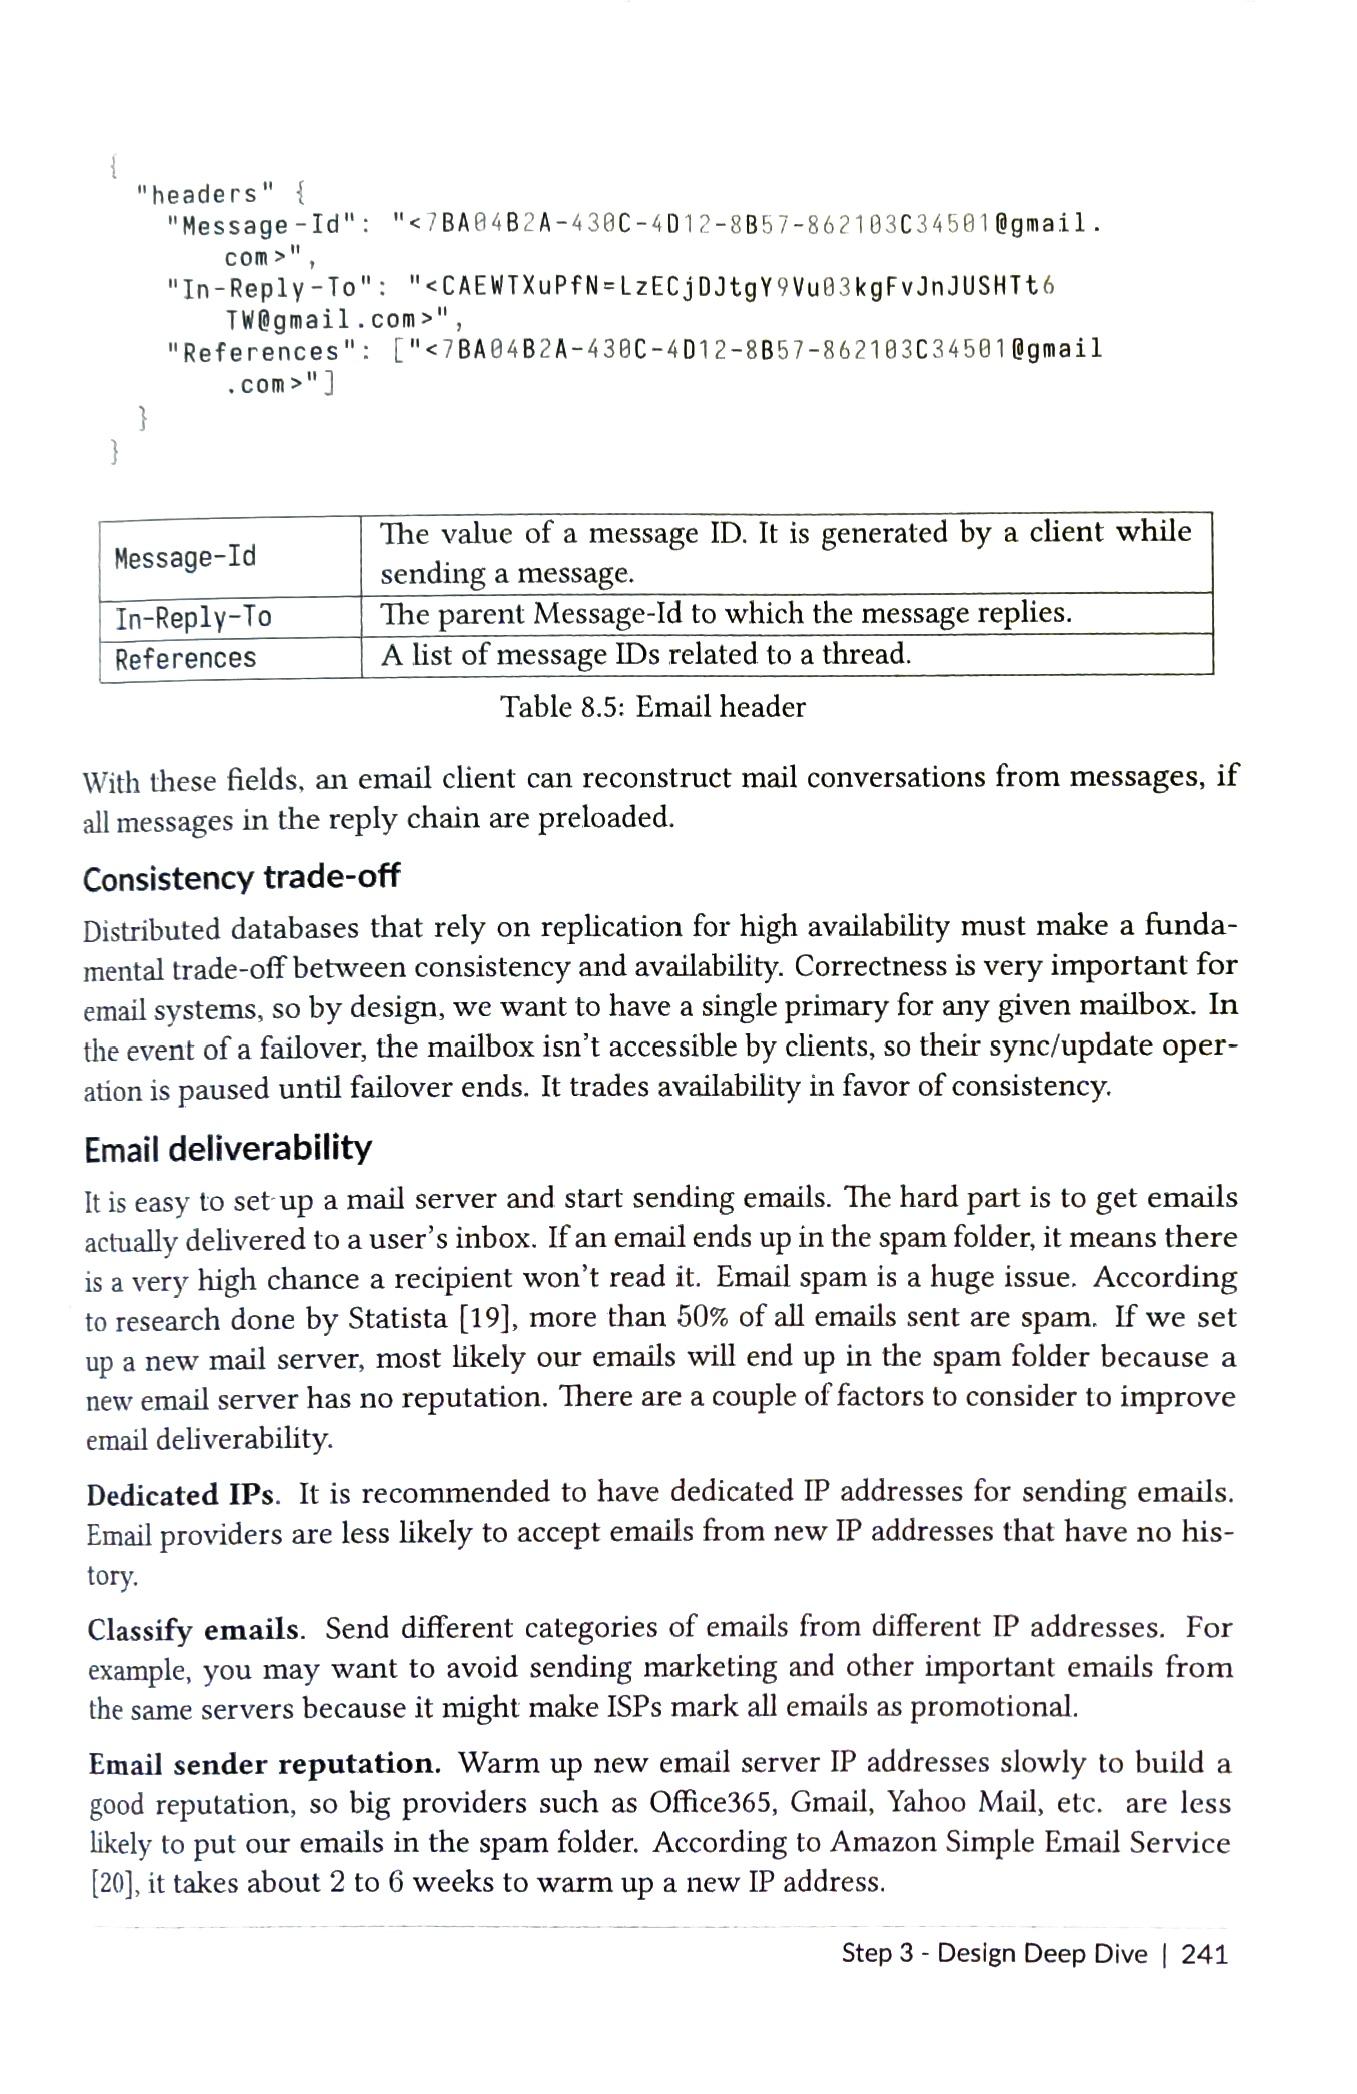 {
"headers" {
"Message-Id": "<7BA04B2A-430C-4D12-8B57-862103C34501@gmail.
com>",
"In-Reply-To": "<CAEWTXuPfN=LzECjDJtgY9Vu03kgFvJnJUSHTt6
TW@gmail.com>",
"References": ["<7BA04B2A-430C-4D12-8B57-862103C34501@gmail
.com>"]
}
}
Message-Id
The value of a message ID. It is generated by a client while
sending a message.
In-Reply-To
The parent Message-Id to which the message replies.
References
A list of message IDs related to a thread.
Table 8.5: Email header
With these fields, an email client can reconstruct mail conversations from messages, if
all messages in the reply chain are preloaded.
Consistency trade-off
Distributed databases that rely on replication for high availability must make a funda-
mental trade-off between consistency and availability. Correctness is very important for
email systems, so by design, we want to have a single primary for any given mailbox. In
the event of a failover, the mailbox isn't accessible by clients, so their sync/update oper-
ation is paused until failover ends. It trades availability in favor of consistency.
Email deliverability
It is easy to set up a mail server and start sending emails. The hard part is to get emails
actually delivered to a user's inbox. If an email ends up in the spam folder, it means there
is a very high chance a recipient won't read it. Email spam is a huge issue. According
to research done by Statista [19], more than 50% of all emails sent are spam. If we set
up a new mail server, most likely our emails will end up in the spam folder because a
new email server has no reputation. There are a couple of factors to consider to improve
email deliverability.
Dedicated IPs. It is recommended to have dedicated IP addresses for sending emails.
Email providers are less likely to accept emails from new IP addresses that have no his-
tory.
Classify emails. Send different categories of emails from different IP addresses. For
example, you may want to avoid sending marketing and other important emails from
the same servers because it might make ISPs mark all emails as promotional.
Email sender reputation. Warm up new email server IP addresses slowly to build a
good reputation, so big providers such as Office365, Gmail, Yahoo Mail, etc. are less
likely to put our emails in the spam folder. According to Amazon Simple Email Service
[20], it takes about 2 to 6 weeks to warm up a new IP address.
Step 3 - Design Deep Dive | 241